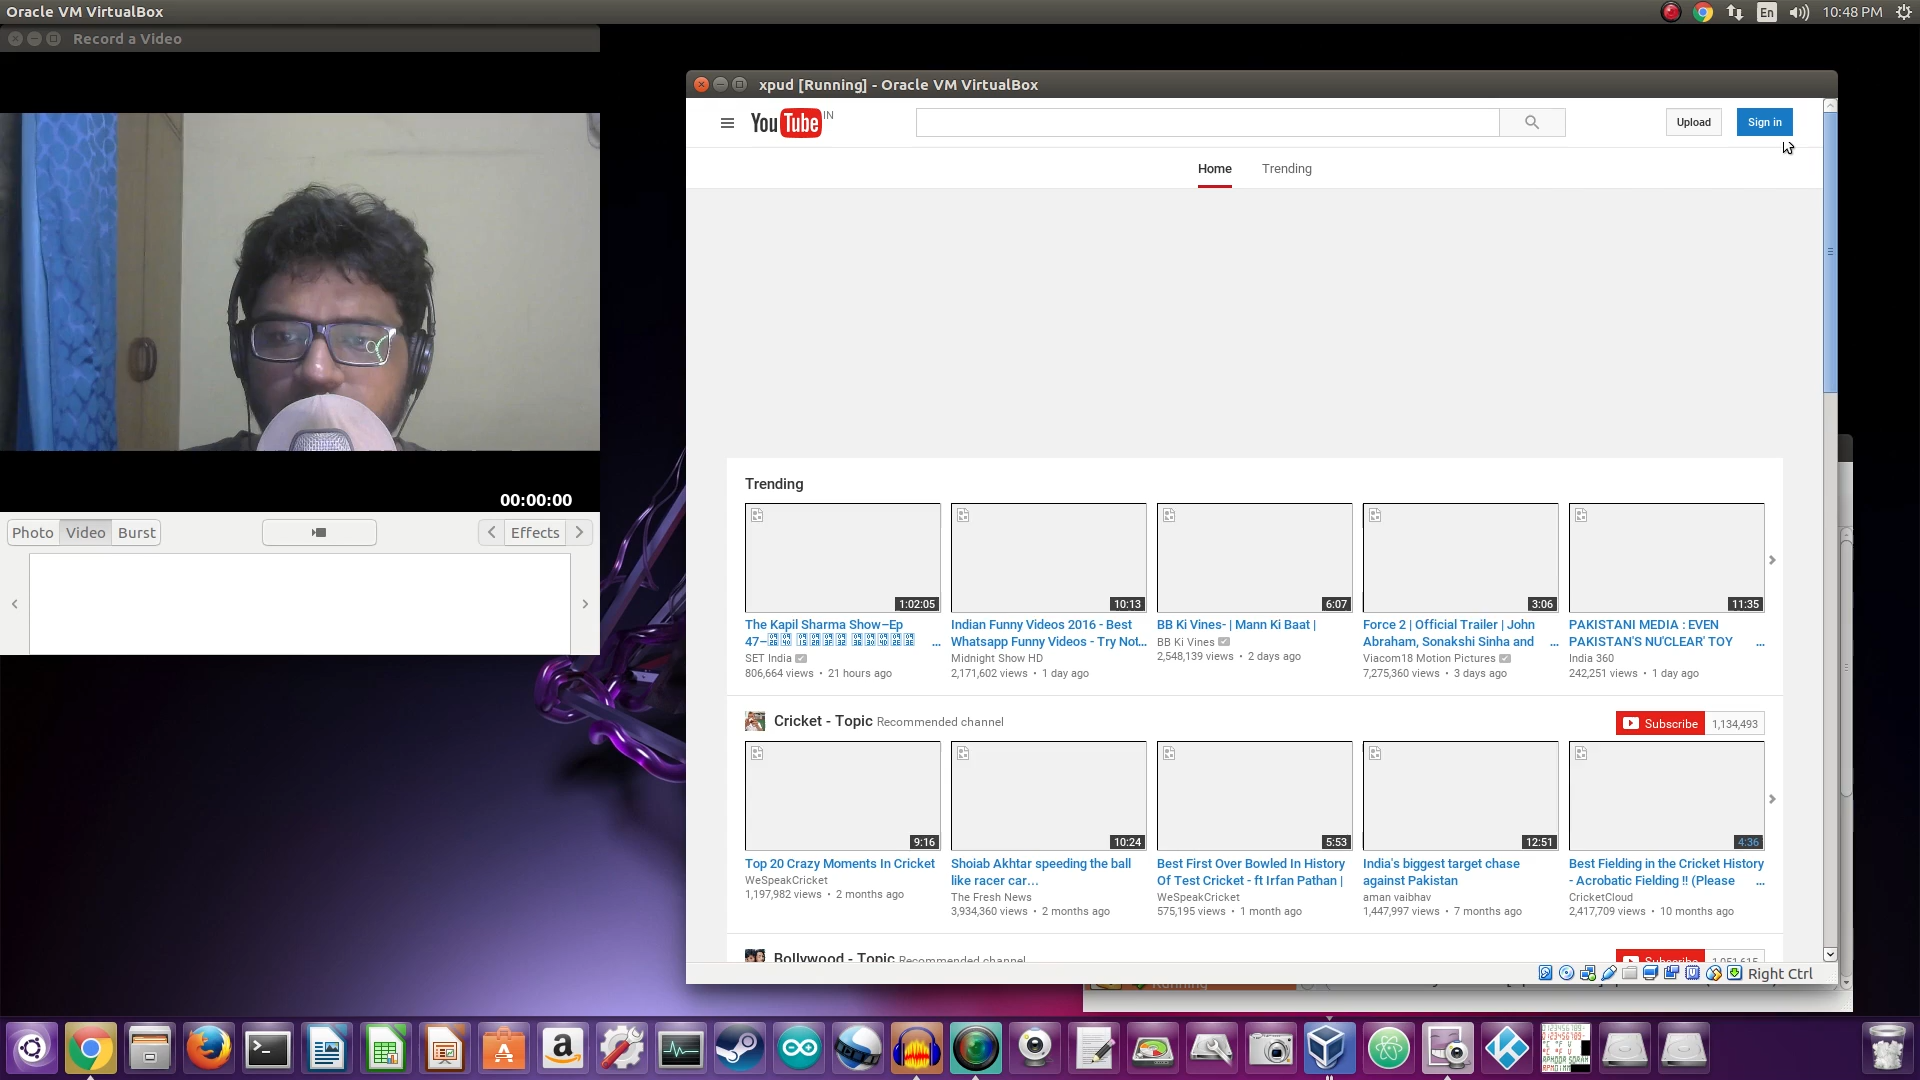 Oracle VM VirtualBox
En
10:48 PM
Record a Video
xpud [Running] - Oracle VM VirtualBox
YouTube IN
Upload
Sign in
Home
Trending
00:00:00
Photo
Video
Burst
Effects
Trending
1:02:05
10:13
6:07
3:06
11:35
The Kapil Sharma Show–Ep
47–
...
SET India
806,664 views • 21 hours ago
Indian Funny Videos 2016 - Best
Whatsapp Funny Videos - Try Not...
Midnight Show HD
2,171,602 views • 1 day ago
BB Ki Vines- | Mann Ki Baat |
BB Ki Vines
2,548,139 views • 2 days ago
Force 2 | Official Trailer | John
Abraham, Sonakshi Sinha and ...
Viacom18 Motion Pictures
7,275,360 views • 3 days ago
PAKISTANI MEDIA : EVEN
PAKISTAN'S NU'CLEAR' TOY ...
India 360
242,251 views • 1 day ago
Cricket - Topic Recommended channel
Subscribe 1,134,493
9:16
10:24
5:53
12:51
4:36
Top 20 Crazy Moments In Cricket
WeSpeakCricket
1,197,982 views • 2 months ago
Shoiab Akhtar speeding the ball
like racer car...
The Fresh News
3,934,360 views • 2 months ago
Best First Over Bowled In History
Of Test Cricket - ft Irfan Pathan |
WeSpeakCricket
575,195 views • 1 month ago
India's biggest target chase
against Pakistan
aman vaibhav
1,447,997 views • 7 months ago
Best Fielding in the Cricket History
- Acrobatic Fielding !! (Please ...
CricketCloud
2,417,709 views • 10 months ago
Bollywood - Topic Recommended channel
Subscribe 1,051,615
Right Ctrl
Running